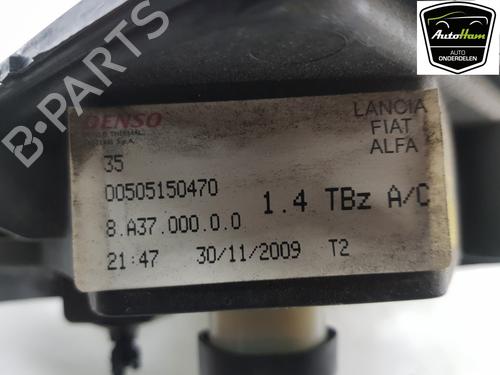 AutoHam
AUTO
ONDERDELEN
B-PARTS
DENSO
THERMAL
LANCIA
FIAT
ALFA
35
00505150470
1.4 TBz A/C
8.A37.000.0.0
21:47 30/11/2009 T2